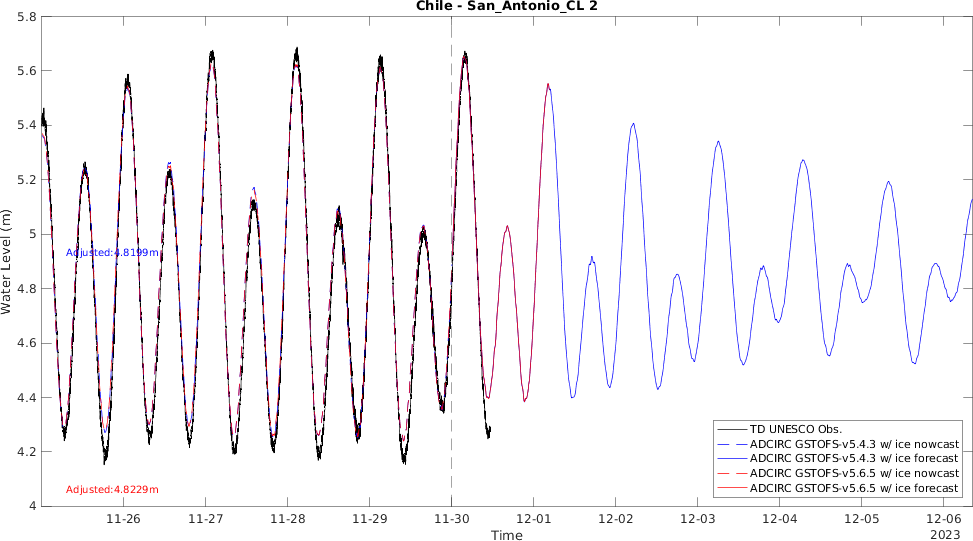 Chile - San_Antonio_CL 2
5.8
5.6
5.4
5.2
5
4.8
4.6
4.4
4.2
4
Water Level (m)
Adjusted:4.8199m
Adjusted:4.8229m
TD UNESCO Obs.
ADCIRC GSTOFS-v5.4.3 w/ ice nowcast
ADCIRC GSTOFS-v5.4.3 w/ ice forecast
ADCIRC GSTOFS-v5.6.5 w/ ice nowcast
ADCIRC GSTOFS-v5.6.5 w/ ice forecast
11-26 11-27 11-28 11-29 11-30 12-01 12-02 12-03 12-04 12-05 12-06
2023
Time